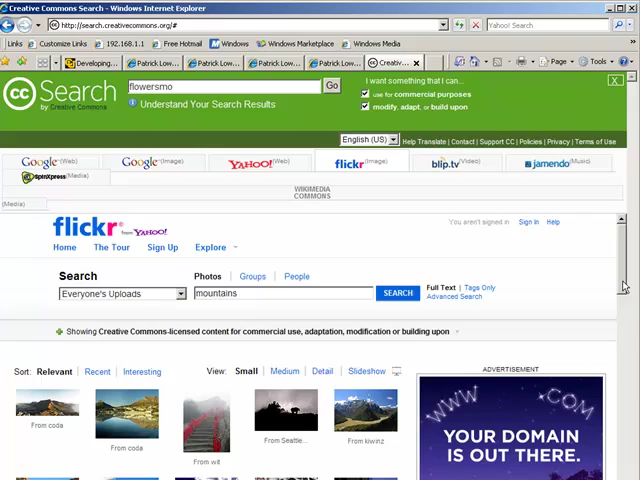 Creative Commons Search - Windows Internet Explorer
http://search.creativecommons.org/#
Yahoo! Search
Links Customize Links 192.168.1.1 Free Hotmail Windows Windows Marketplace Windows Media
Developing... Patrick Low... Patrick Low... Patrick Low... Patrick Low... Creativ... Page Tools
cc Search
by Creative Commons
flowersmo Go
Understand Your Search Results
I want something that I can...
use for commercial purposes
modify, adapt, or build upon
X
English (US) Help Translate | Contact | Support CC | Policies | Privacy | Terms of Use
Google (Web) Google (Image) YAHOO! (Web) flickr (Image) blip.tv (Video) jamendo (Music)
SpinXpress (Media)
WIKIMEDIA
COMMONS
(Media)
flickr from YAHOO!
You aren't signed in Sign In Help
Home The Tour Sign Up Explore
Search Photos Groups People
Everyone's Uploads mountains SEARCH Full Text | Tags Only
Advanced Search
Showing Creative Commons-licensed content for commercial use, adaptation, modification or building upon
Sort: Relevant Recent Interesting View: Small Medium Detail Slideshow
ADVERTISEMENT
From coda
From coda
From wit
From Seattle...
From kiwinz
WWW .COM
YOUR DOMAIN
IS OUT THERE.